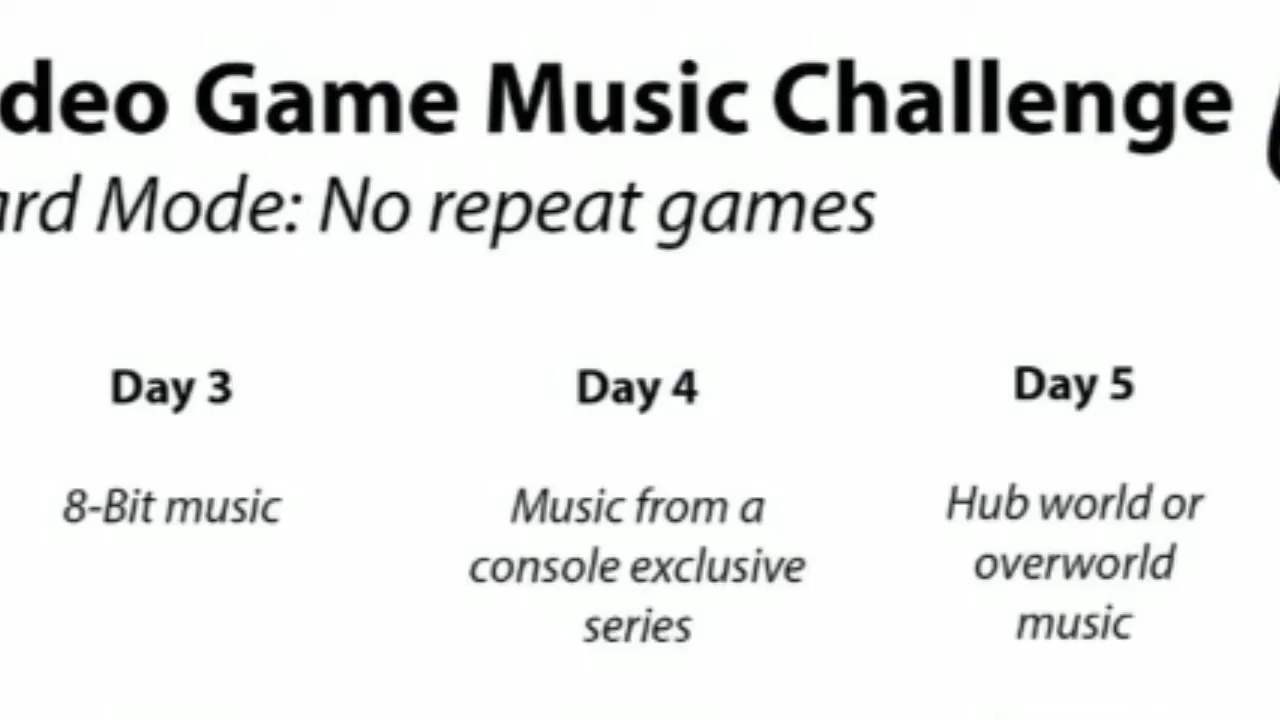 deo Game Music Challenge
ard Mode: No repeat games
Day 3
Day 4
Day 5
8-Bit music
Music from a
console exclusive
series
Hub world or
overworld
music